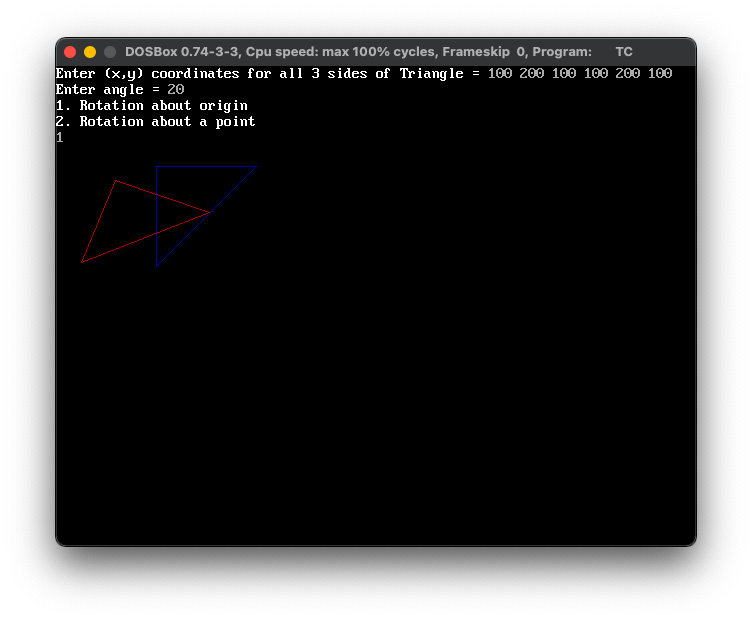 DOSBox 0.74-3-3, Cpu speed: max 100% cycles, Frameskip 0, Program: TC
Enter (x,y) coordinates for all 3 sides of Triangle = 100 200 100 100 200 100
Enter angle = 20
1. Rotation about origin
2. Rotation about a point
1